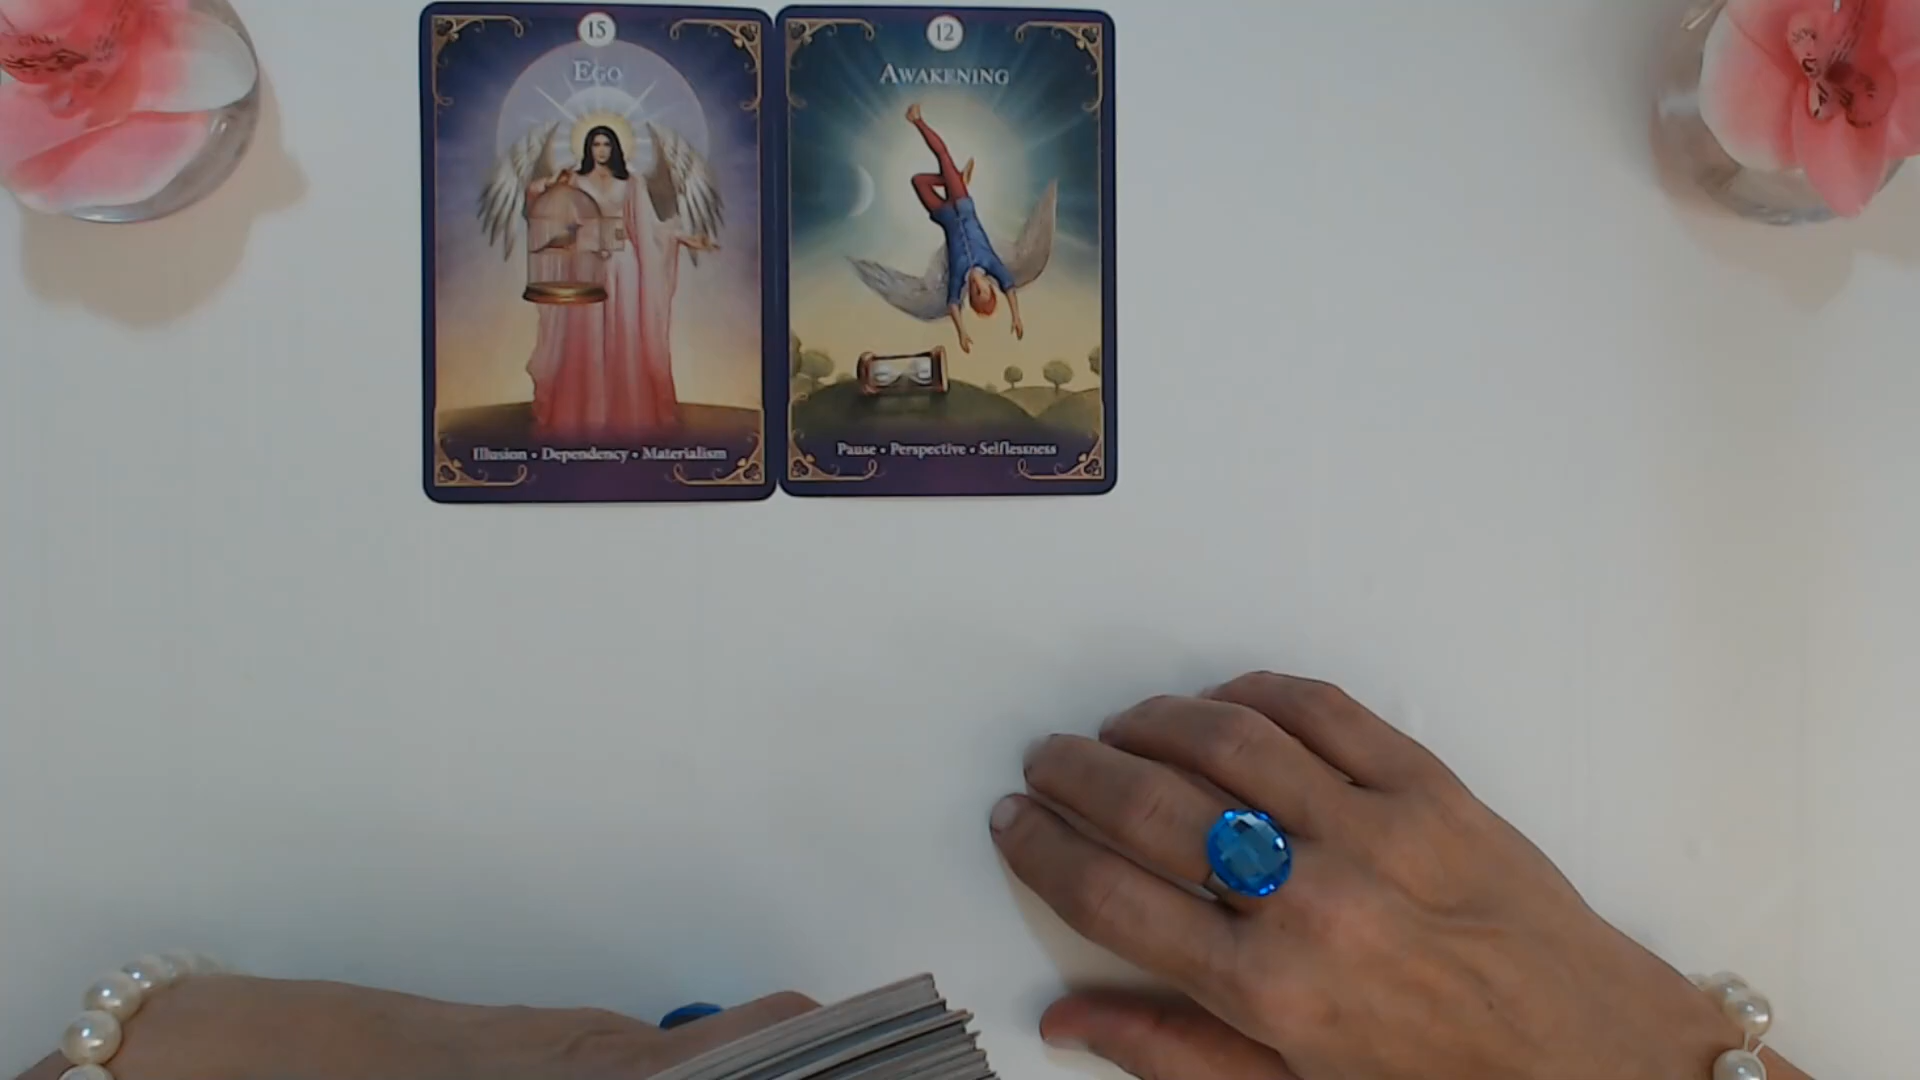 15
Ego
Illusion • Dependency • Materialism
12
Awakening
Pause • Perspective • Selflessness